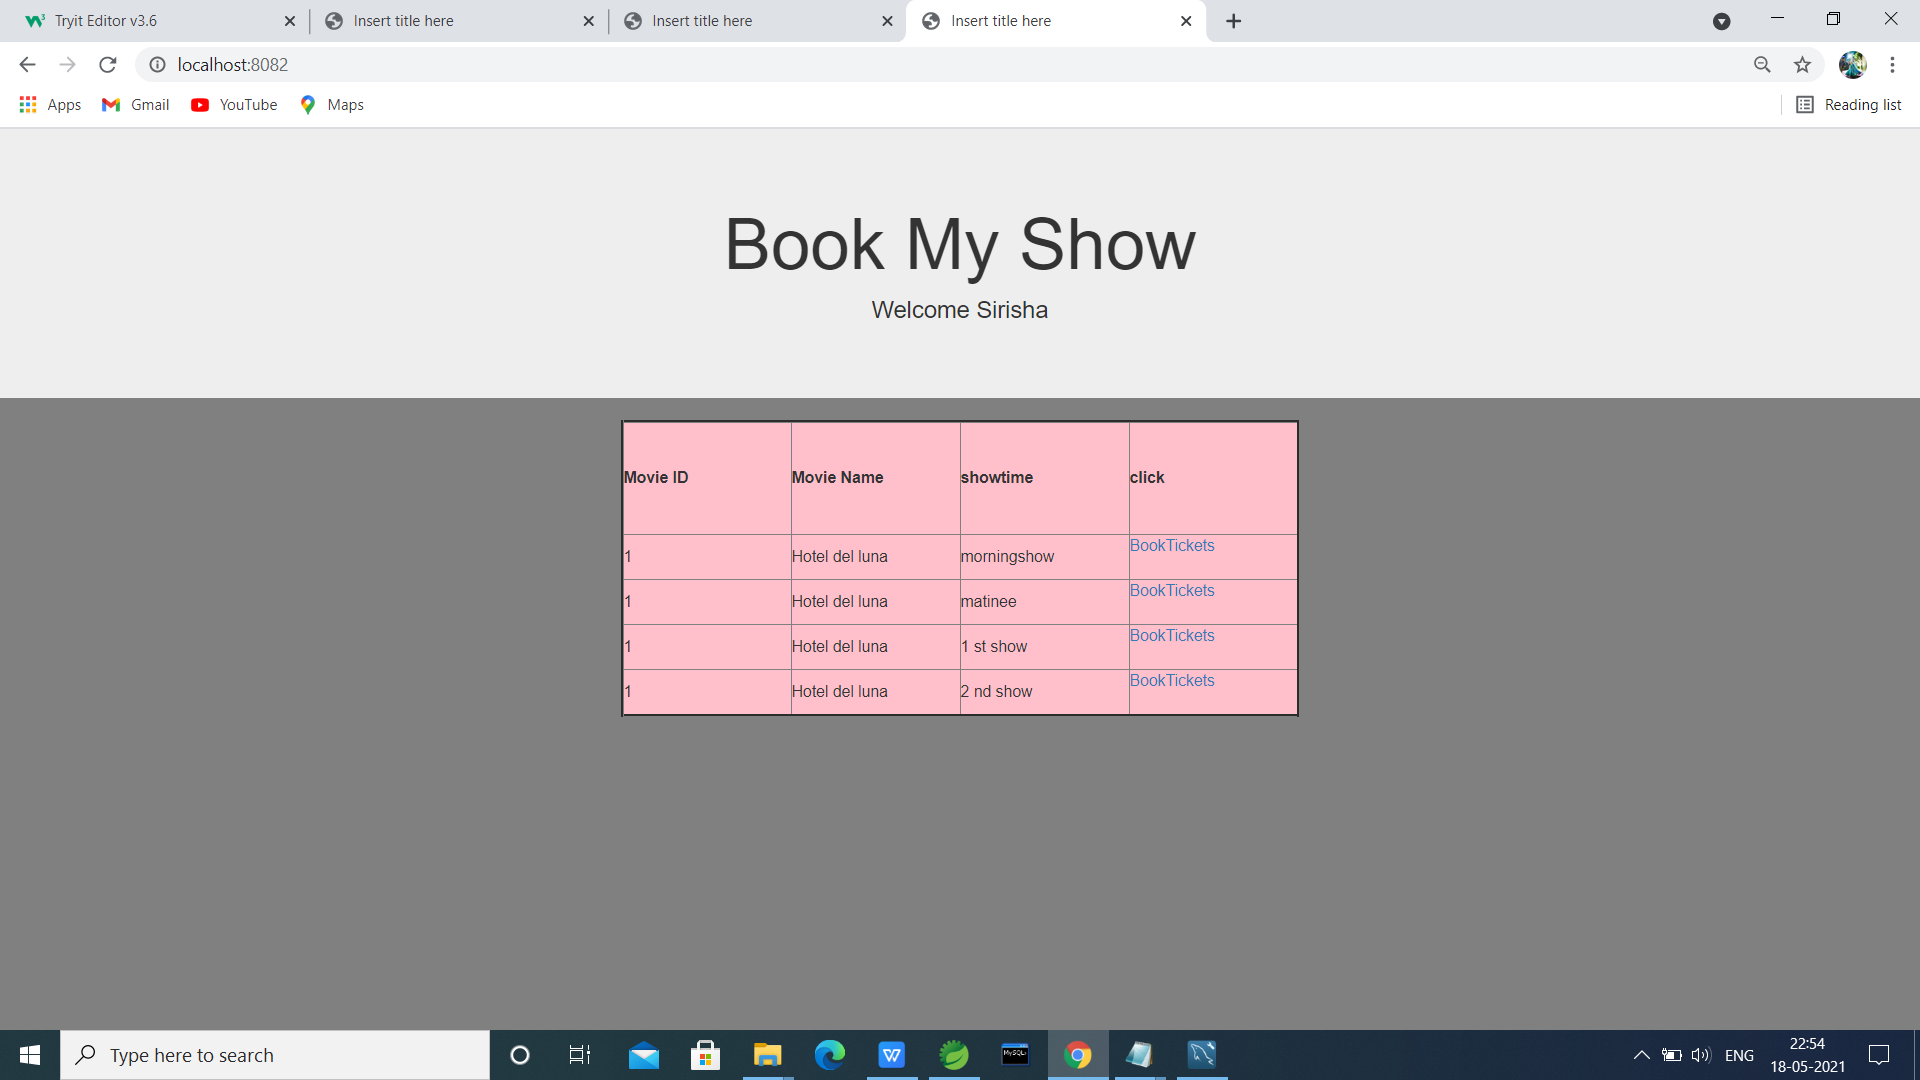 Tryit Editor v3.6
Insert title here
Insert title here
Insert title here
localhost:8082
Apps Gmail YouTube Maps Reading list
Book My Show
Welcome Sirisha
Movie ID Movie Name showtime click
1 Hotel del luna morningshow BookTickets
1 Hotel del luna matinee BookTickets
1 Hotel del luna 1 st show BookTickets
1 Hotel del luna 2 nd show BookTickets
Type here to search
MySQL
ENG
22:54
18-05-2021